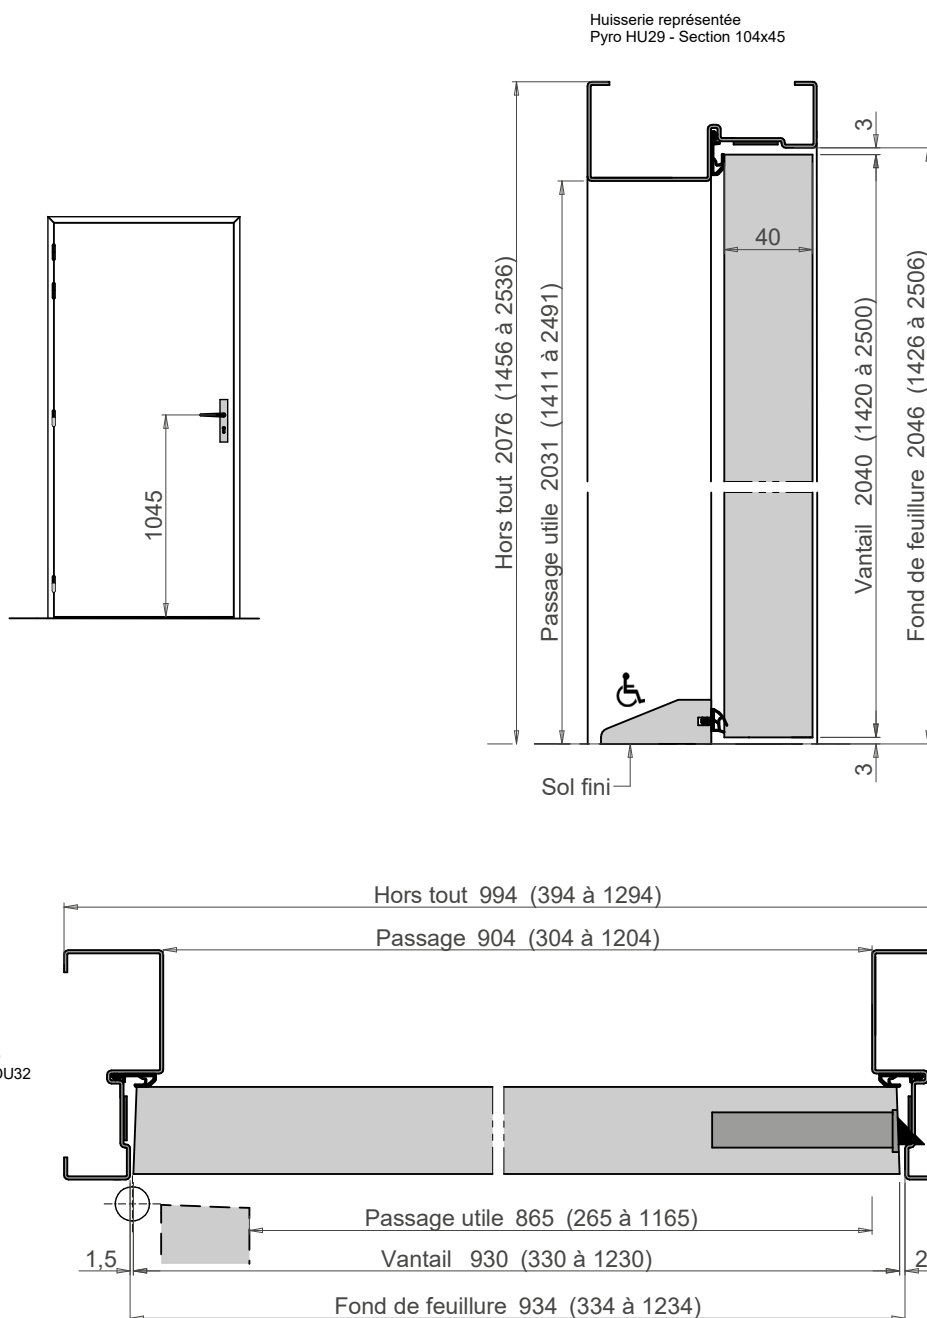 Huisserie représentée
Pyro HU29 - Section 104x45
3
40
Hors tout 2076 (1456 à 2536)
Passage utile 2031 (1411 à 2491)
Vantail 2040 (1420 à 2500)
Fond de feuillure 2046 (1426 à 2506)
1045
3
Sol fini
Hors tout 994 (394 à 1294)
Passage 904 (304 à 1204)
OU32
Passage utile 865 (265 à 1165)
1,5
Vantail 930 (330 à 1230)
2
Fond de feuillure 934 (334 à 1234)